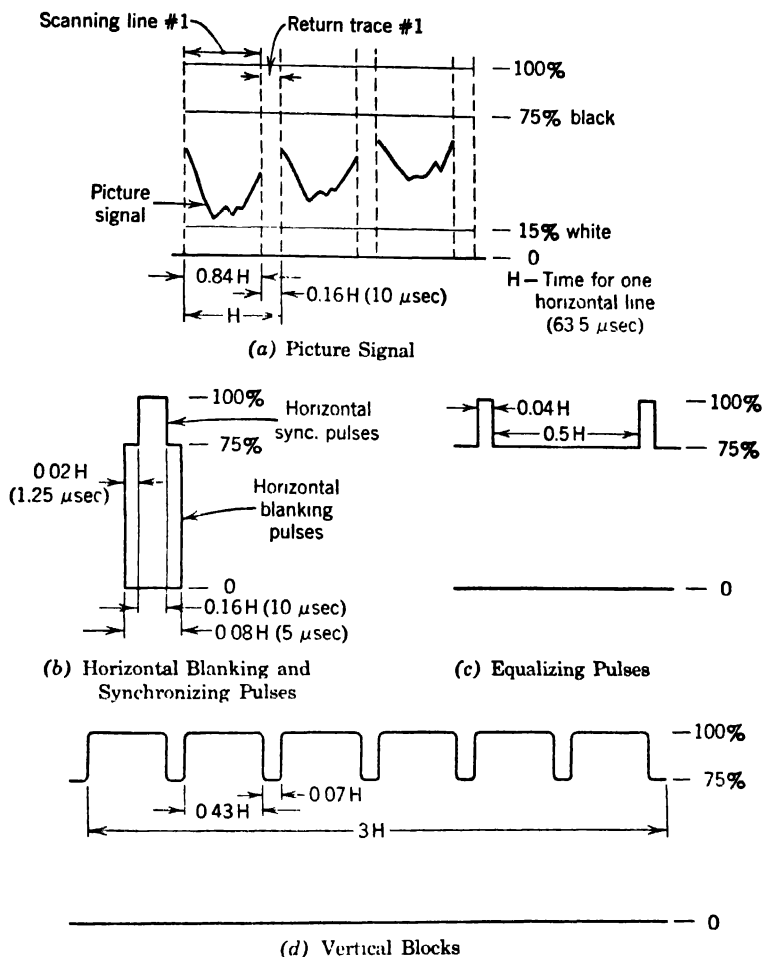 Scanning line #1
Return trace #1
100%
75% black
Picture
signal
15% white
0
0.84 H
0.16 H (10 μsec)
H
H – Time for one
horizontal line
(63 5 μsec)
(a) Picture Signal
100%
Horizontal
sync. pulses
75%
0 02 H
(1.25 μsec)
Horizontal
blanking
pulses
0
0.16 H (10 μsec)
0 08 H (5 μsec)
(b) Horizontal Blanking and
Synchronizing Pulses
0.04 H
100%
0.5 H
75%
0
(c) Equalizing Pulses
100%
75%
0 07 H
0 43 H
3H
0
(d) Vertical Blocks